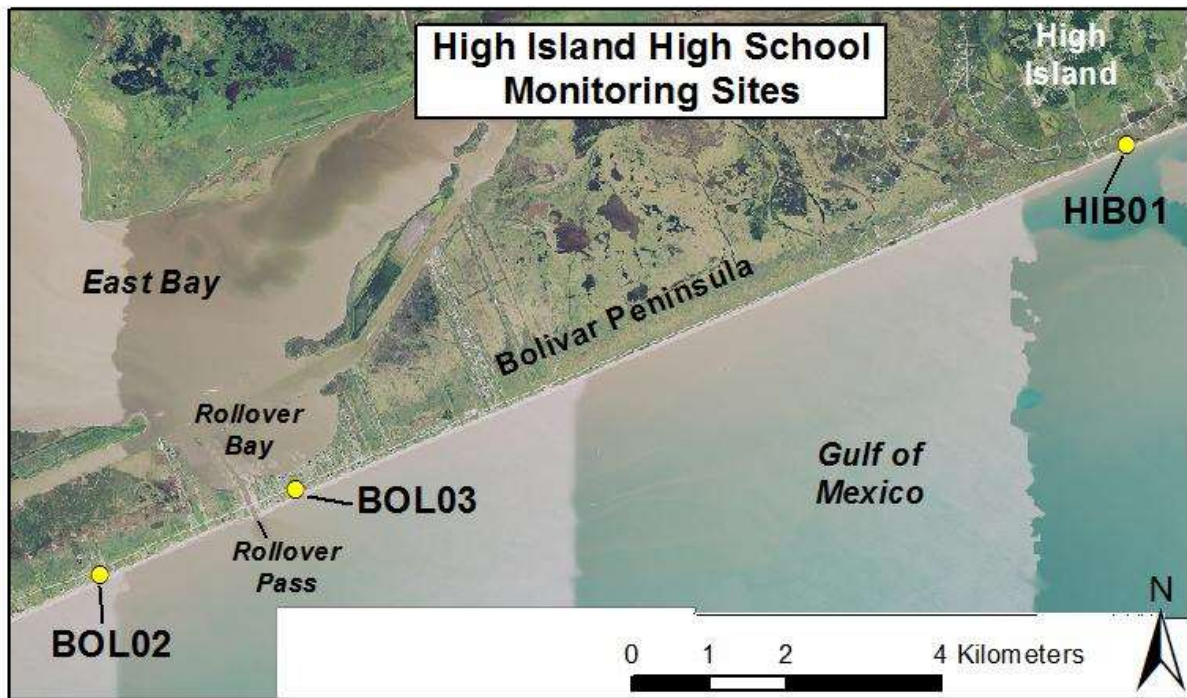 High Island High School
Monitoring Sites
High
Island
HIB01
East Bay
Bolivar Peninsula
Rollover
Bay
BOL03
Gulf of
Mexico
Rollover
Pass
BOL02
N
0 1 2 4 Kilometers